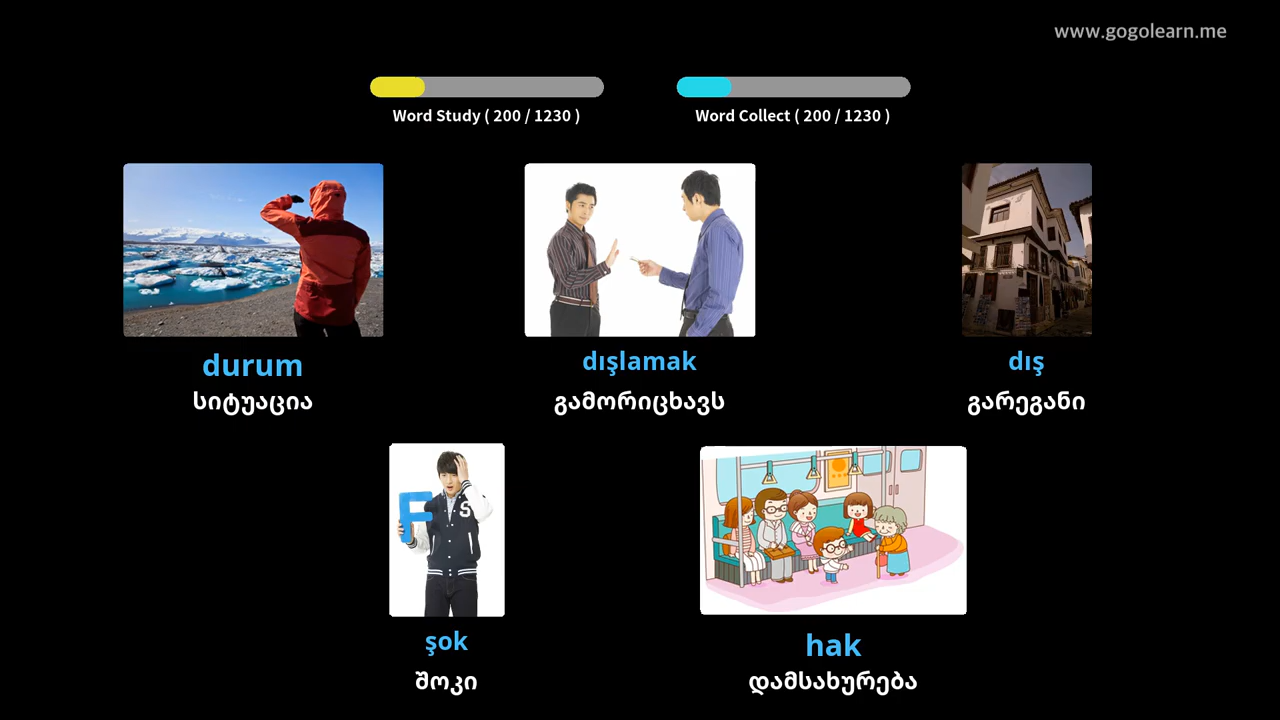 www.gogolearn.me
Word Study ( 200 / 1230 )
Word Collect ( 200 / 1230 )
durum
სიტუაცია
dışlamak
გამორიცხავს
dış
გარეგანი
şok
შოკი
hak
დამსახურება